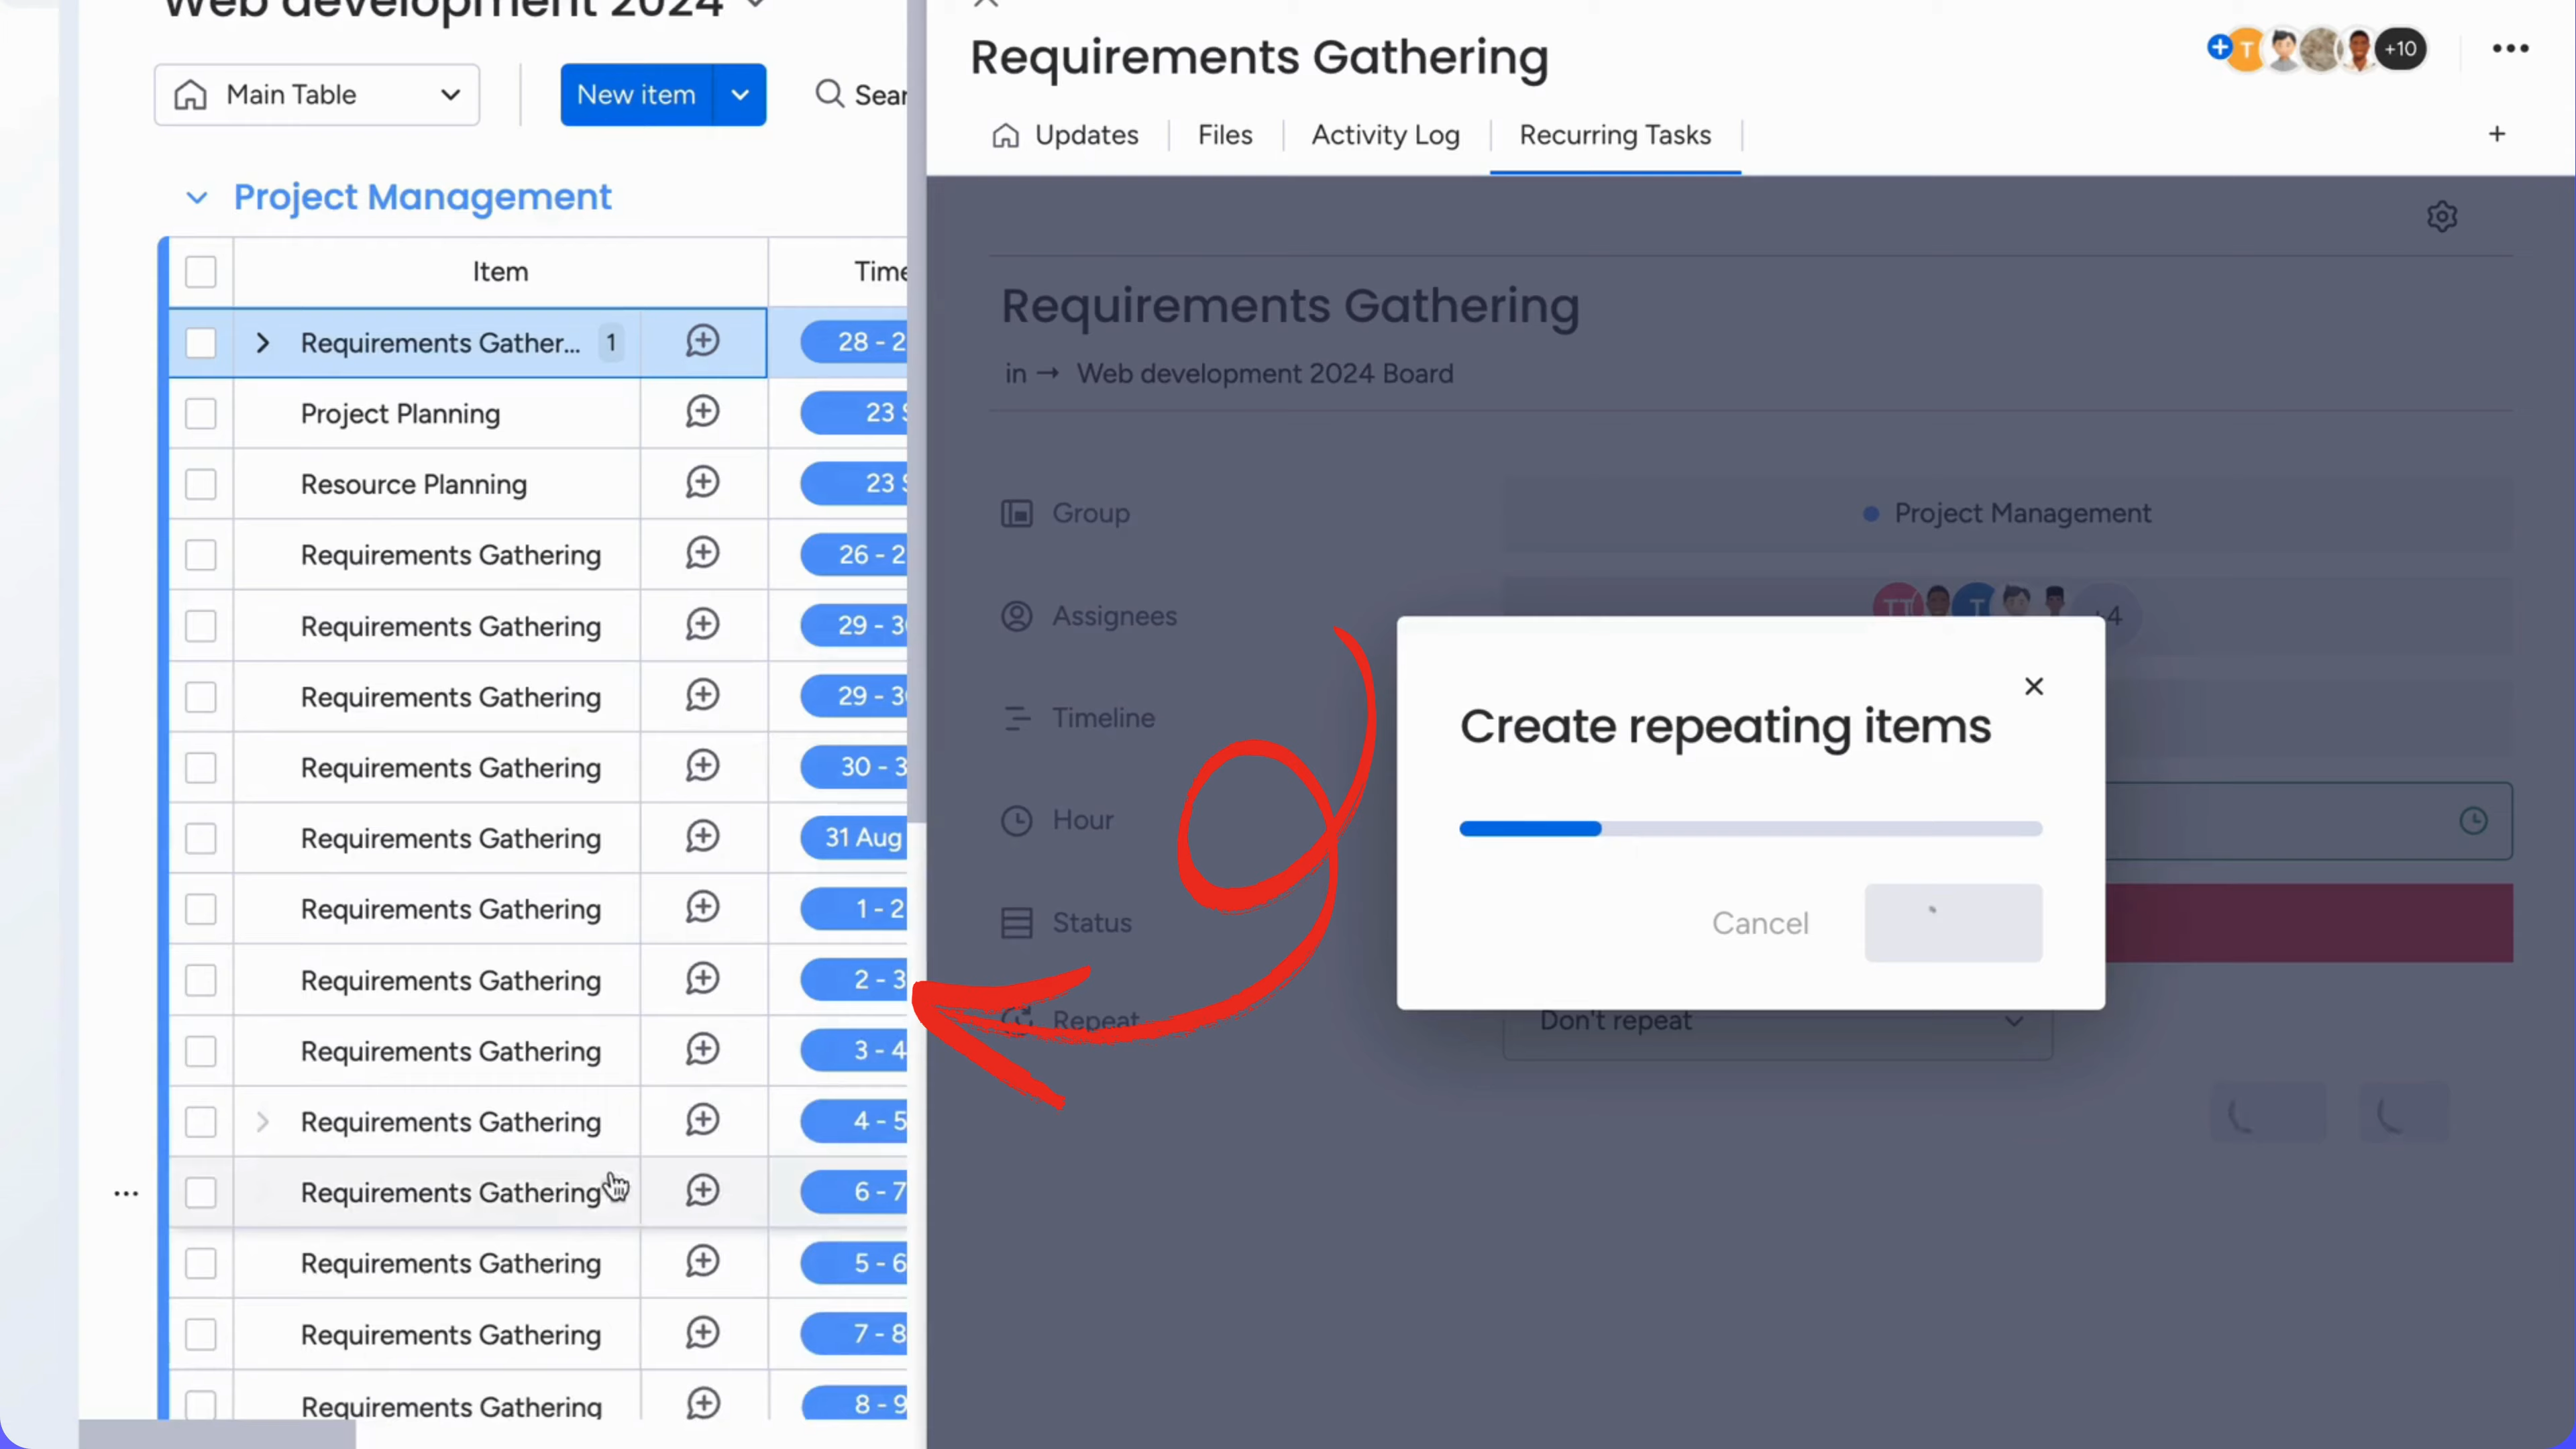 Web development 2024
Main Table
New item
Sear
Project Management
Item
Time
Requirements Gather... 1
28 - 2
Project Planning
23 S
Resource Planning
23 S
Requirements Gathering
26 - 2
Requirements Gathering
29 - 30
Requirements Gathering
29 - 30
Requirements Gathering
30 - 3
Requirements Gathering
31 Aug
Requirements Gathering
1 - 2
Requirements Gathering
2 - 3
Requirements Gathering
3 - 4
Requirements Gathering
4 - 5
Requirements Gathering
6 - 7
Requirements Gathering
5 - 6
Requirements Gathering
7 - 8
Requirements Gathering
8 - 9
Requirements Gathering
T
+10
Updates
Files
Activity Log
Recurring Tasks
Requirements Gathering
in → Web development 2024 Board
Group
Project Management
Assignees
TT
T
+4
Timeline
Hour
Status
Repeat
Don't repeat
Create repeating items
Cancel